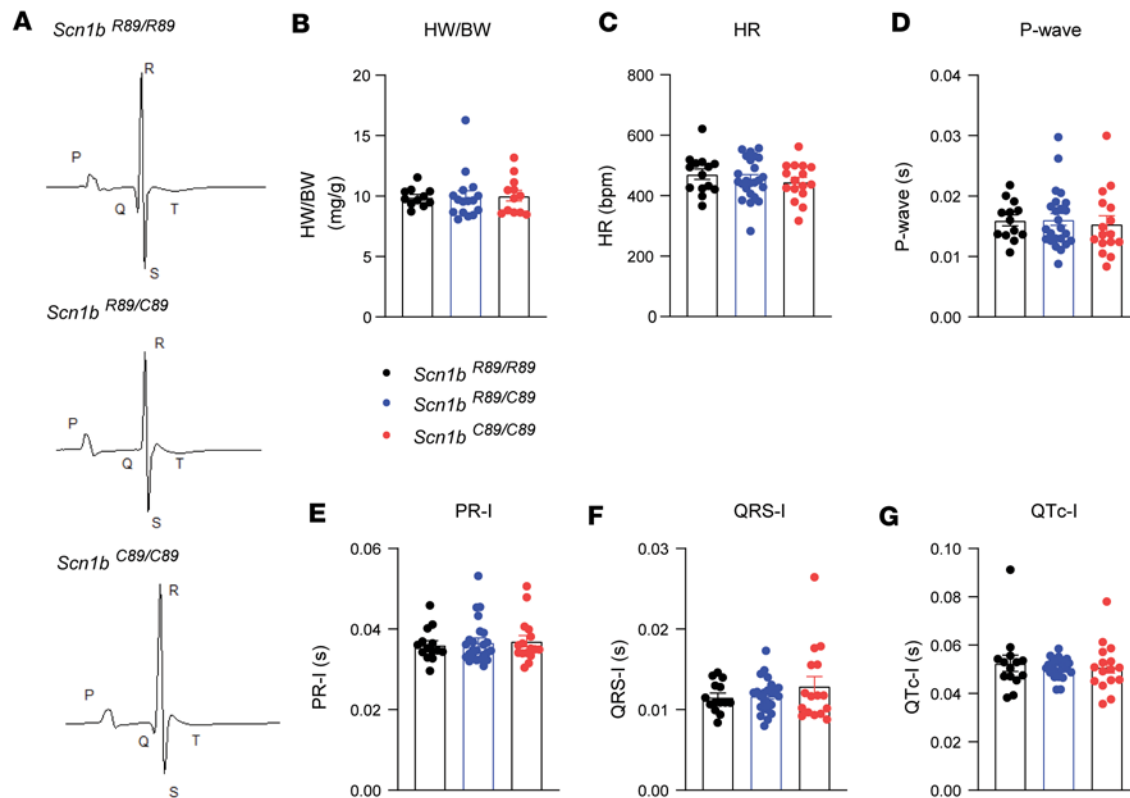 A
Scn1b R89/R89
R
P
Q
T
S
Scn1b R89/C89
R
P
Q
T
S
Scn1b C89/C89
R
P
Q
T
S
B
HW/BW
HW/BW
(mg/g)
20
15
10
5
0
C
HR
HR (bpm)
800
600
400
200
0
D
P-wave
P-wave (s)
0.04
0.03
0.02
0.01
0.00
Scn1b R89/R89
Scn1b R89/C89
Scn1b C89/C89
E
PR-I
PR-I (s)
0.06
0.04
0.02
0.00
F
QRS-I
QRS-I (s)
0.03
0.02
0.01
0.00
G
QTc-I
QTc-I (s)
0.10
0.08
0.06
0.04
0.02
0.00